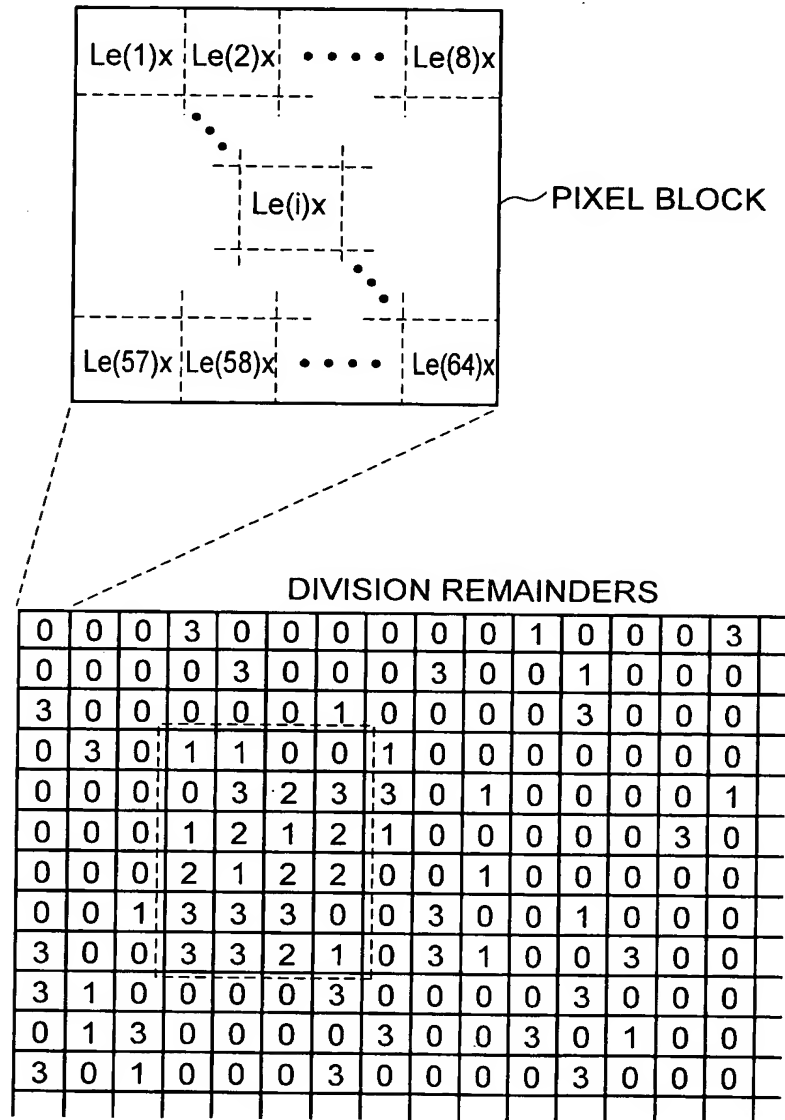 Le(1)x Le(2)x • • • • Le(8)x
Le(i)x
PIXEL BLOCK
Le(57)x Le(58)x • • • • Le(64)x
DIVISION REMAINDERS
0 0 0 3 0 0 0 0 0 0 1 0 0 0 3
0 0 0 0 3 0 0 0 3 0 0 1 0 0 0
3 0 0 0 0 0 1 0 0 0 0 3 0 0 0
0 3 0 1 1 0 0 1 0 0 0 0 0 0 0
0 0 0 0 3 2 3 3 0 1 0 0 0 0 1
0 0 0 1 2 1 2 1 0 0 0 0 0 3 0
0 0 0 2 1 2 2 0 0 1 0 0 0 0 0
0 0 1 3 3 3 0 0 3 0 0 1 0 0 0
3 0 0 3 3 2 1 0 3 1 0 0 3 0 0
3 1 0 0 0 0 3 0 0 0 0 3 0 0 0
0 1 3 0 0 0 0 3 0 0 3 0 1 0 0
3 0 1 0 0 0 3 0 0 0 0 3 0 0 0